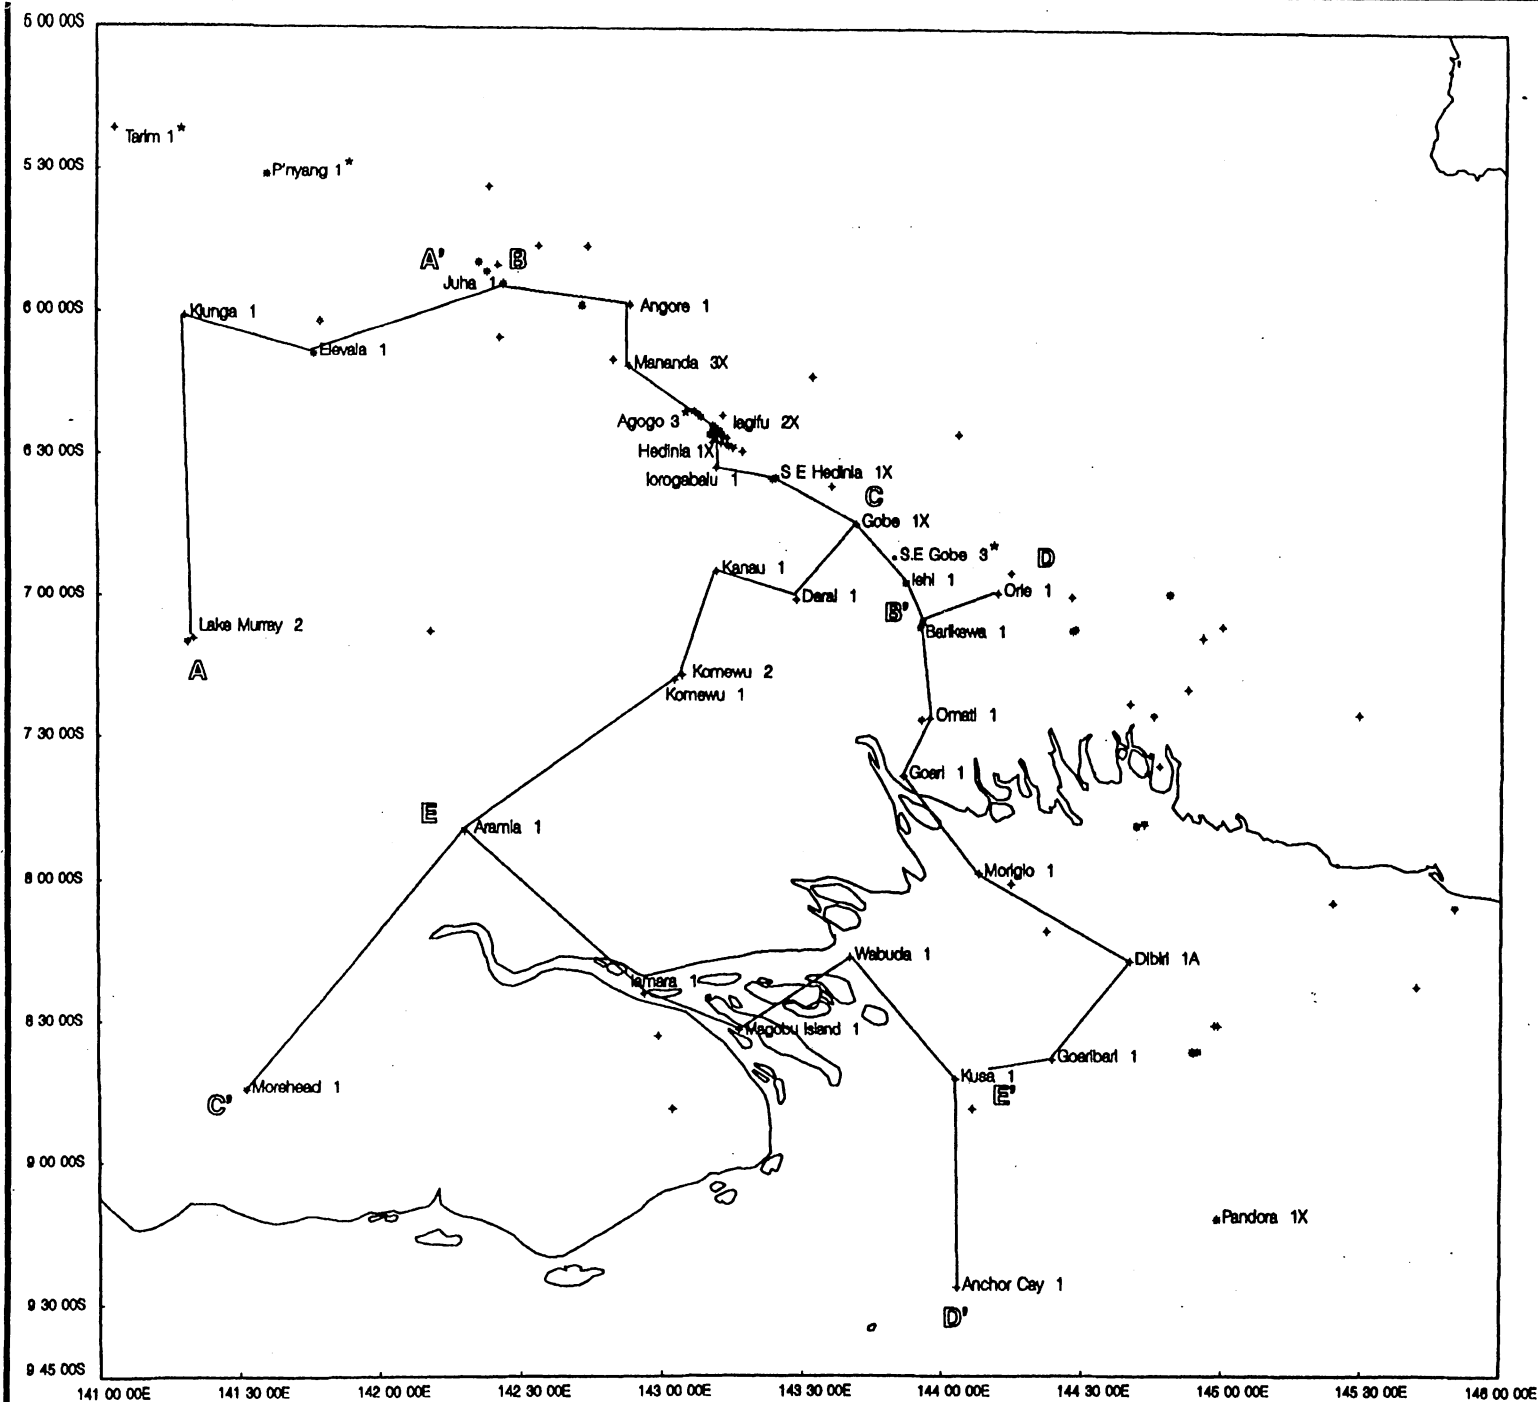 5 00 00S
Tarim 1*
5 30 00S
P'nyang 1*
A' B
Juha 1
6 00 00S
Kiunga 1
Angore 1
Elevala 1
Mananda 3X
Agogo 3
Iagifu 2X
6 30 00S
Hedinia 1X
Iorogabalu 1
S E Hedinia 1X
C
Gobe 1X
S.E Gobe 3*
D
Kanau 1
Iehi 1
7 00 00S
Darai 1
Orie 1
B'
Lake Murray 2
Barikewa 1
A
Komewu 2
Komewu 1
Omati 1
7 30 00S
Goari 1
E
Aramia 1
8 00 00S
Morigio 1
Wabuda 1
Dibiri 1A
Iamara 1
8 30 00S
Magobu Island 1
Goaribari 1
Kusa 1
Morehead 1
E'
C'
9 00 00S
Pandora 1X
Anchor Cay 1
9 30 00S
D'
9 45 00S
141 00 00E 141 30 00E 142 00 00E 142 30 00E 143 00 00E 143 30 00E 144 00 00E 144 30 00E 145 00 00E 145 30 00E 146 00 00E